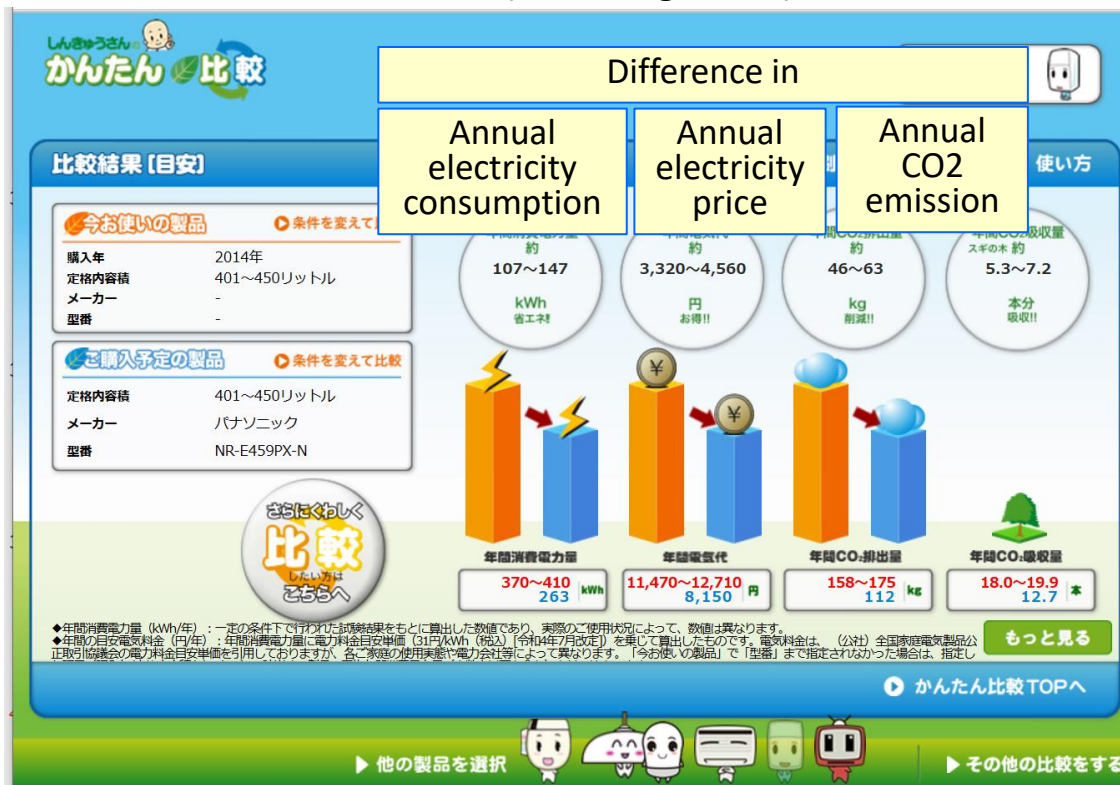 しんきゅうさんの
かんたん比較
Difference in
Annual
electricity
consumption
Annual
electricity
price
Annual
CO2
emission
比較結果［目安］
使い方
今お使いの製品
条件を変えて
購入年 2014年
定格内容積 401～450リットル
メーカー -
型番 -
ご購入予定の製品
条件を変えて比較
定格内容積 401～450リットル
メーカー パナソニック
型番 NR-E459PX-N
約
107～147
kWh
省エネ!
約
3,320～4,560
円
お得!!
約
46～63
kg
削減!!
スギの木 約
5.3～7.2
本分
吸収!!
さらにくわしく
比較
したい方は
こちらへ
年間消費電力量
370～410
263
kWh
年間電気代
11,470～12,710
8,150
円
年間CO₂排出量
158～175
112
kg
年間CO₂吸収量
18.0～19.9
12.7
本
◆年間消費電力量（kWh/年）：一定の条件下で行われた試験結果をもとに算出した数値であり、実際のご使用状況によって、数値は異なります。
◆年間の目安電気料金（円/年）：年間消費電力量に電力料金目安単価（31円/kWh（税込）［令和4年7月改定］）を乗じて算出したものです。電気料金は、（公社）全国家庭電気製品公
正取引協議会の電力料金目安単価を引用しておりますが、各ご家庭の使用実態や電力会社等によって異なります。「今お使いの製品」で「型番」まで指定されなかった場合は、指定し
もっと見る
かんたん比較TOPへ
他の製品を選択
その他の比較をする